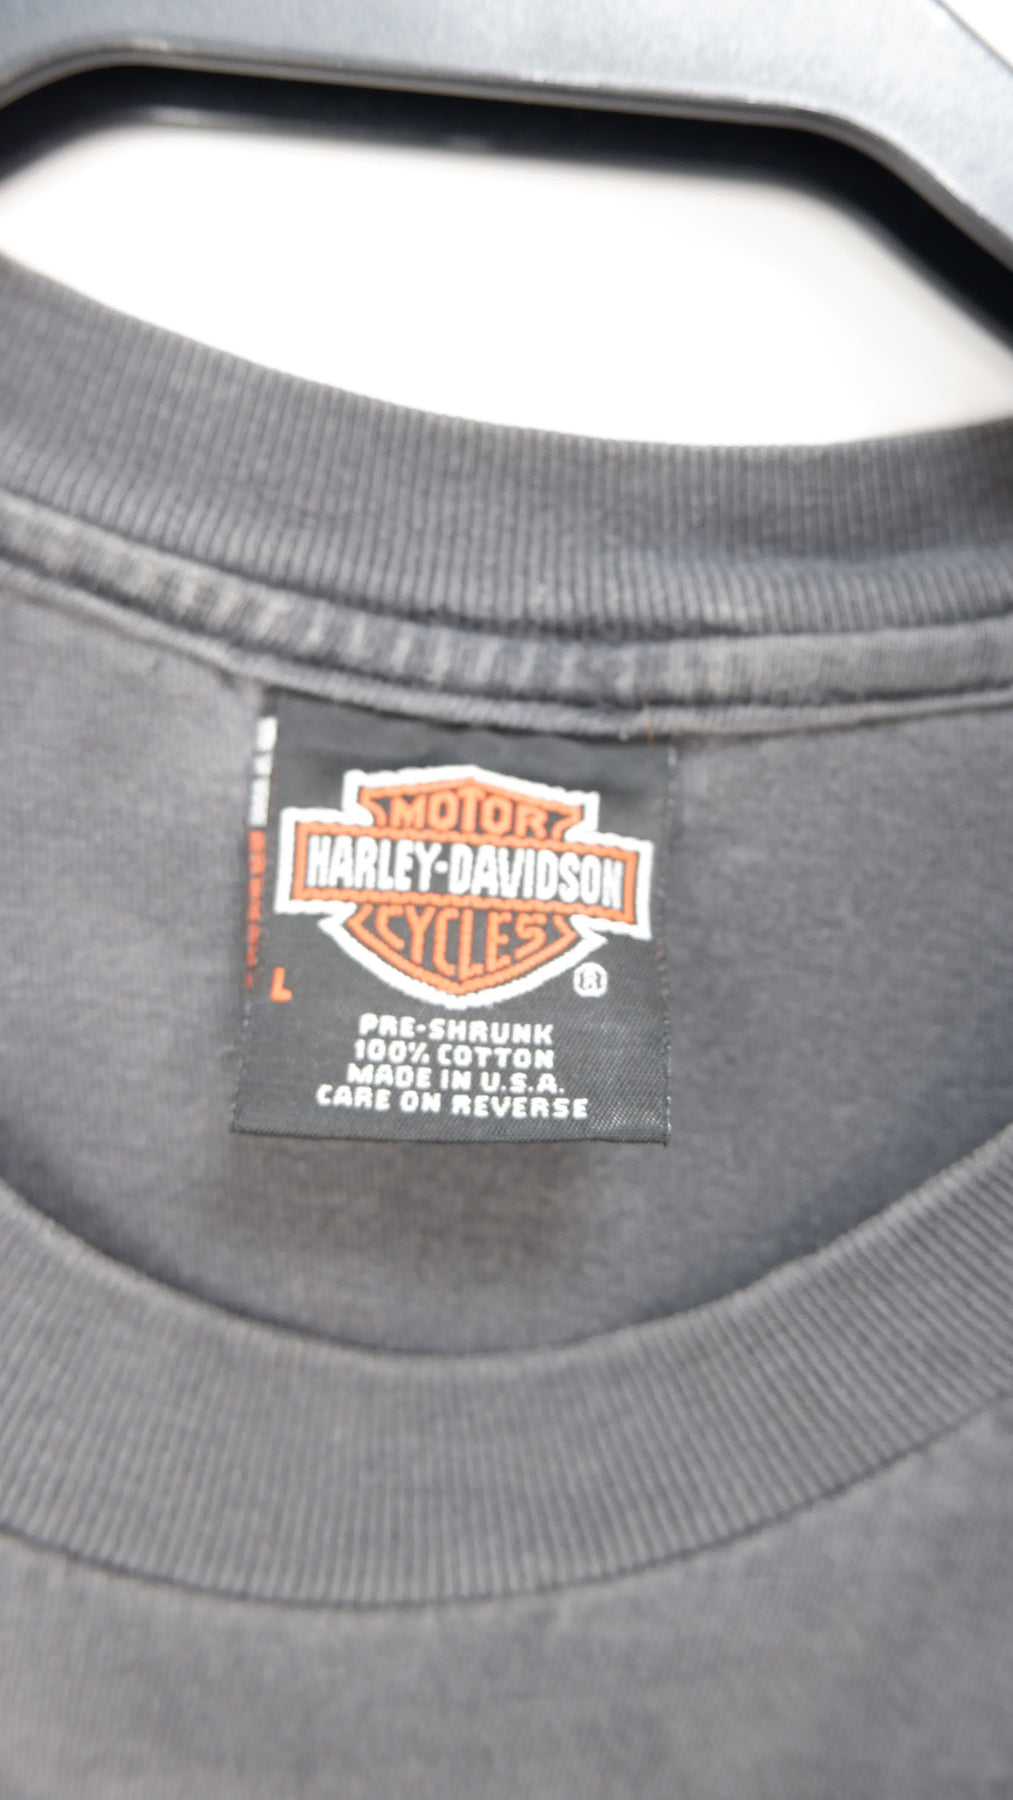 MOTOR
HARLEY-DAVIDSON
CYCLES
®
L
PRE-SHRUNK
100% COTTON
MADE IN U.S.A.
CARE ON REVERSE